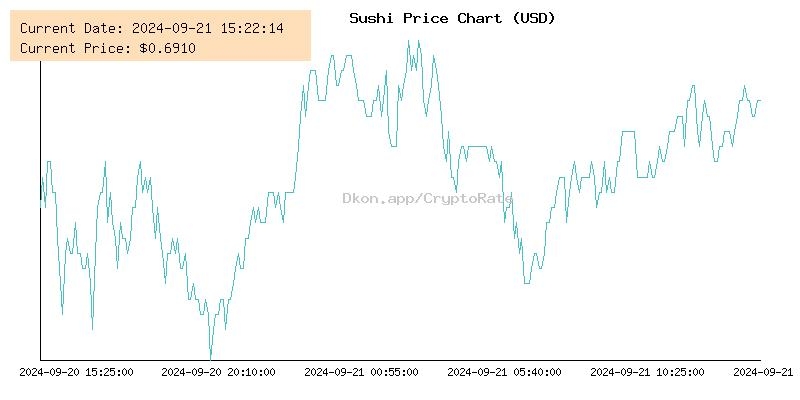 Sushi Price Chart (USD)
Current Date: 2024-09-21 15:22:14
Current Price: $0.6910
Dkon.app/CryptoRate
2024-09-20 15:25:00
2024-09-20 20:10:00
2024-09-21 00:55:00
2024-09-21 05:40:00
2024-09-21 10:25:00
2024-09-21